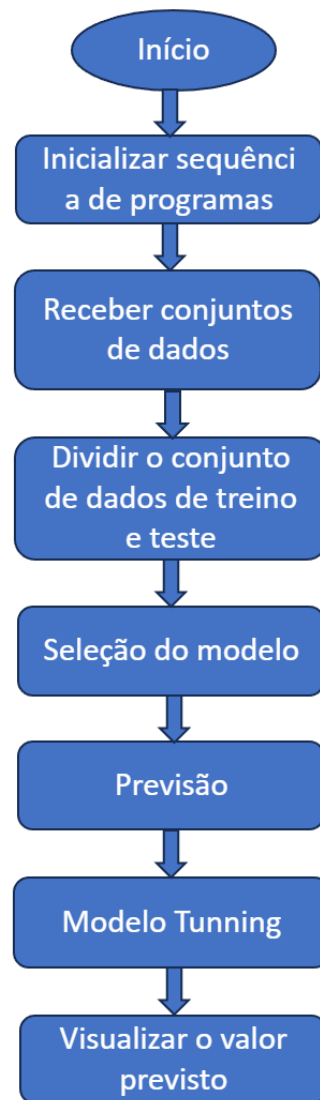 Início
Inicializar sequênci
a de programas
Receber conjuntos
de dados
Dividir o conjunto
de dados de treino
e teste
Seleção do modelo
Previsão
Modelo Tunning
Visualizar o valor
previsto